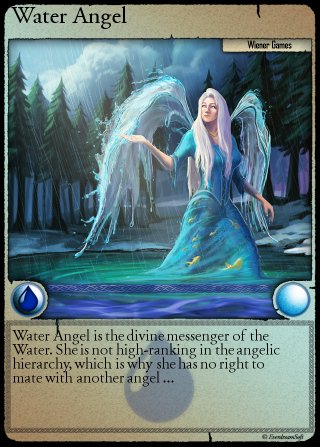 Water Angel
Wiener Games
Water Angel is the divine messenger of the
Water. She is not high-ranking in the angelic
hierarchy, which is why she has no right to
mate with another angel ...
© EverdreamSoft